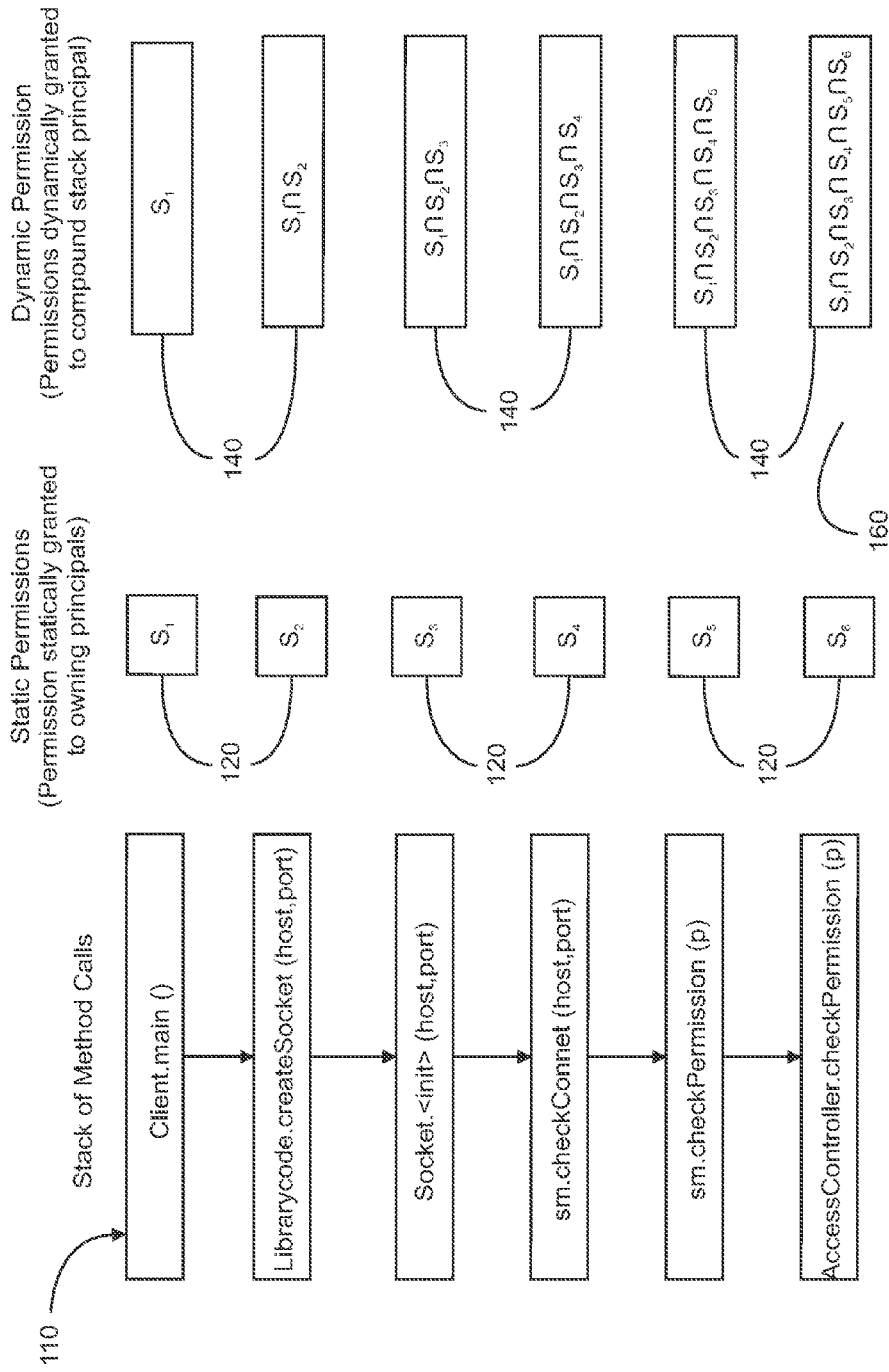 110
Stack of Method Calls
Client.main ()
Librarycode.createSocket (host,port)
Socket.<init> (host,port)
sm.checkConnet (host,port)
sm.checkPermission (p)
AccessController.checkPermission (p)
Static Permissions
(Permission statically granted
to owning principals)
S₁
S₂
S₃
S₄
S₅
S₆
120
120
120
Dynamic Permission
(Permissions dynamically granted
to compound stack principal)
S₁
S₁∩S₂
S₁∩S₂∩S₃
S₁∩S₂∩S₃∩S₄
S₁∩S₂∩S₃∩S₄∩S₅
S₁∩S₂∩S₃∩S₄∩S₅∩S₆
140
140
140
160